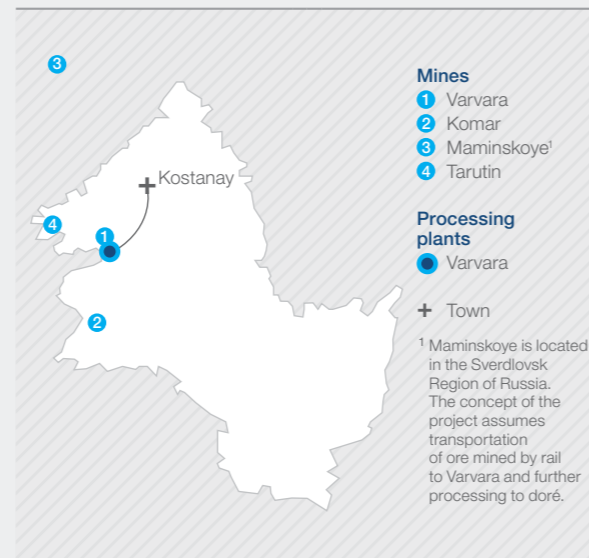 3
Kostanay
4
1
2
Mines
1 Varvara
2 Komar
3 Maminskoye¹
4 Tarutin
Processing
plants
Varvara
Town
¹ Maminskoye is located
in the Sverdlovsk
Region of Russia.
The concept of the
project assumes
transportation
of ore mined by rail
to Varvara and further
processing to doré.